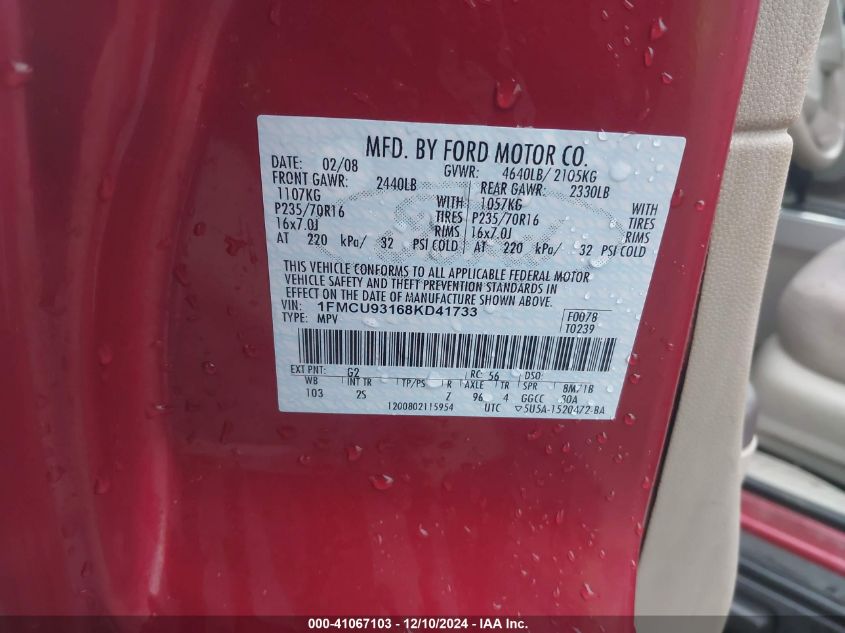 MFD. BY FORD MOTOR CO.
DATE: 02/08 GVWR: 4640LB/ 2105KG
FRONT GAWR: 2440LB REAR GAWR: 2330LB
1107KG WITH 1057KG WITH
P235/70R16 TIRES P235/70R16 TIRES
16x7.0J RIMS 16x7.0J RIMS
AT 220 kPa/ 32 PSI COLD AT 220 kPa/ 32 PSI COLD
THIS VEHICLE CONFORMS TO ALL APPLICABLE FEDERAL MOTOR
VEHICLE SAFETY AND THEFT PREVENTION STANDARDS IN
EFFECT ON THE DATE OF MANUFACTURE SHOWN ABOVE.
VIN: 1FMCU93168KD41733 F0078
TYPE: MPV T0239
EXT PNT: G2 RC: 56 DSO:
WB INT TR TP/PS R AXLE TR SPR 8M71B
103 2S Z 96 4 GGCC 30A
1200802115954 UTC ▽5U5A-1520472-BA
000-41067103 - 12/10/2024 - IAA Inc.